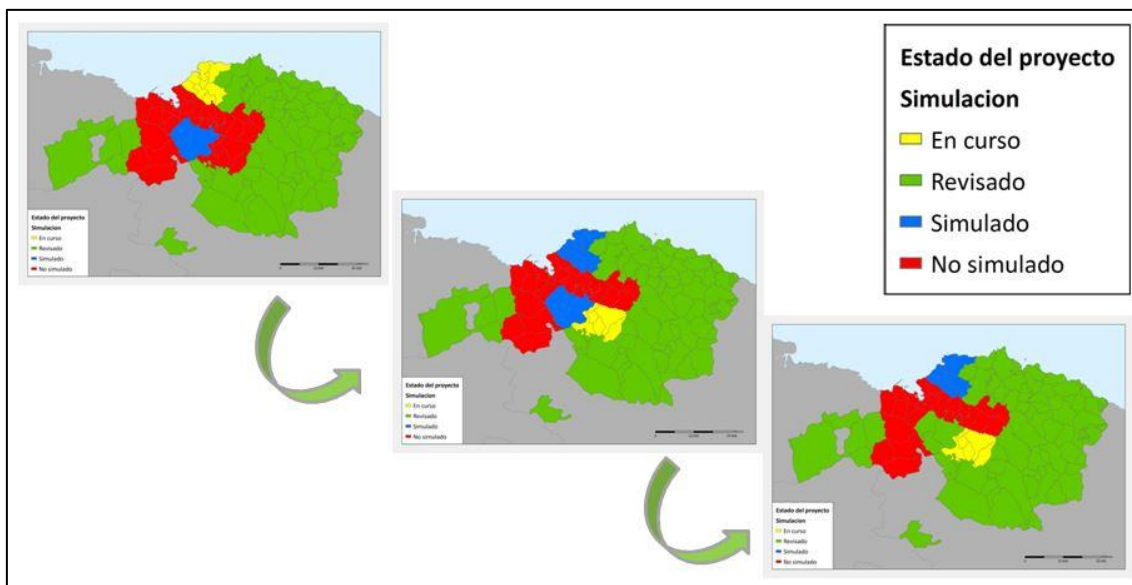 Estado del proyecto
Simulacion
En curso
Revisado
Simulado
No simulado
Estado del proyecto
Simulacion
En curso
Revisado
Simulado
No simulado
Estado del proyecto
Simulacion
En curso
Revisado
Simulado
No simulado
Estado del proyecto
Simulacion
En curso
Revisado
Simulado
No simulado